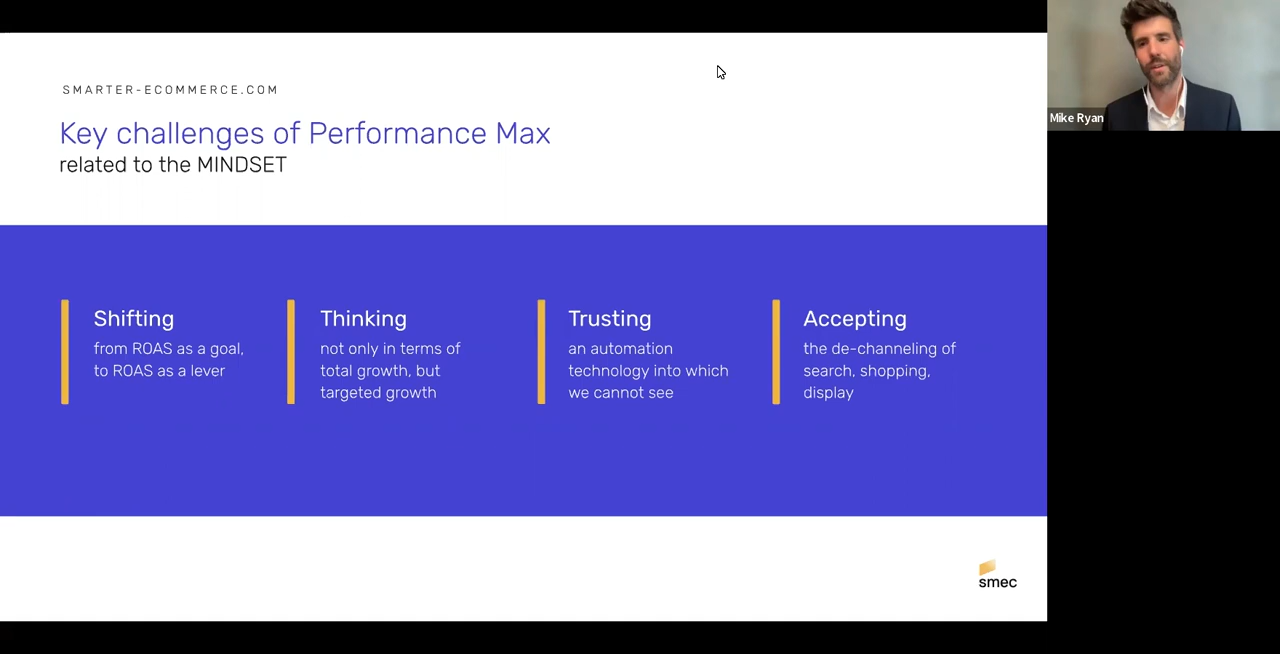 SMARTER-ECOMMERCE.COM
Key challenges of Performance Max
related to the MINDSET
Shifting
from ROAS as a goal,
to ROAS as a lever
Thinking
not only in terms of
total growth, but
targeted growth
Trusting
an automation
technology into which
we cannot see
Accepting
the de-channeling of
search, shopping,
display
smec
Mike Ryan